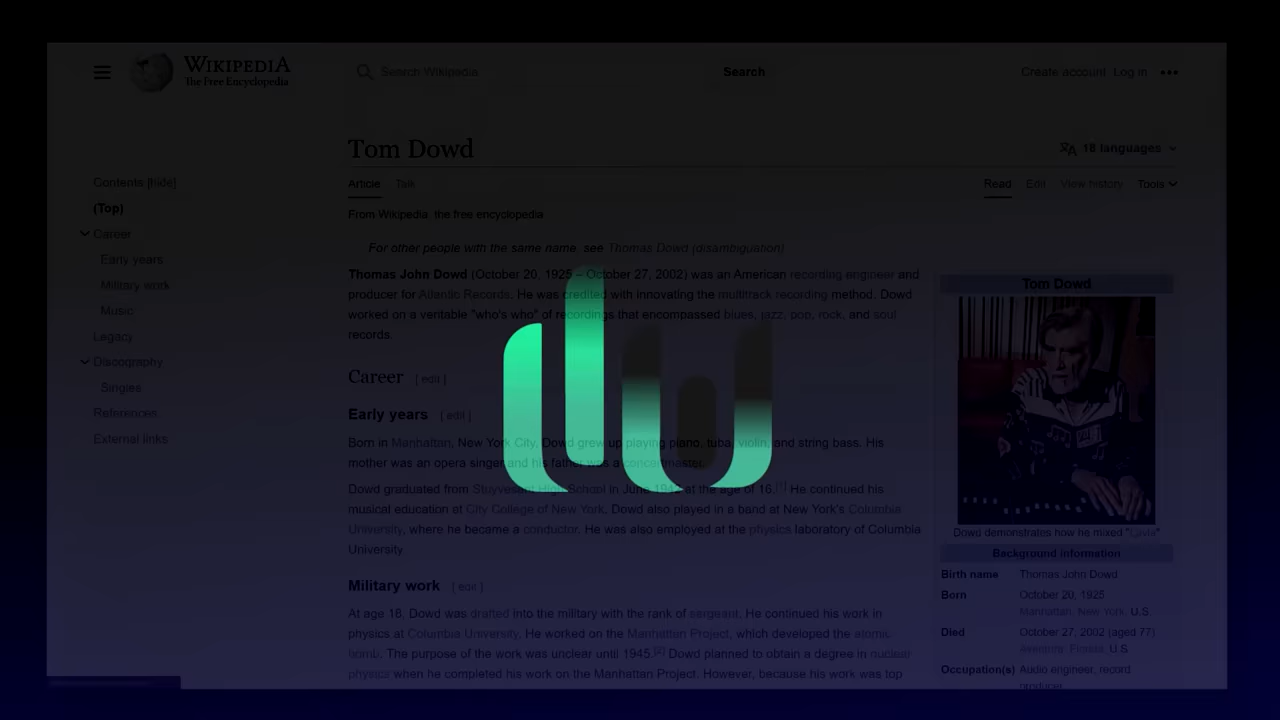 WIKIPEDIA
The Free Encyclopedia
Search Wikipedia
Search
Create account Log in
Tom Dowd
18 languages
Article Talk
Read Edit View history Tools
From Wikipedia, the free encyclopedia
Contents [hide]
(Top)
Career
Early years
Military work
Music
Legacy
Discography
Singles
References
External links
For other people with the same name, see Thomas Dowd (disambiguation)
Thomas John Dowd (October 20, 1925 – October 27, 2002) was an American recording engineer and
producer for Atlantic Records. He was credited with innovating the multitrack recording method. Dowd
worked on a veritable "who's who" of recordings that encompassed blues, jazz, pop, rock, and soul
records.
Career [ edit ]
Early years [ edit ]
Born in Manhattan, New York City, Dowd grew up playing piano, tuba, violin, and string bass. His
mother was an opera singer and his father was a concertmaster.
Dowd graduated from Stuyvesant High School in June 1942 at the age of 16.[1] He continued his
musical education at City College of New York. Dowd also played in a band at New York's Columbia
University, where he became a conductor. He was also employed at the physics laboratory of Columbia
University.
Military work [ edit ]
At age 18, Dowd was drafted into the military with the rank of sergeant. He continued his work in
physics at Columbia University. He worked on the Manhattan Project, which developed the atomic
bomb. The purpose of the work was unclear until 1945.[2] Dowd planned to obtain a degree in nuclear
physics when he completed his work on the Manhattan Project. However, because his work was top
Tom Dowd
Dowd demonstrates how he mixed "Layla"
Background information
Birth name Thomas John Dowd
Born October 20, 1925
Manhattan, New York, U.S.
Died October 27, 2002 (aged 77)
Aventura, Florida, U.S.
Occupation(s) Audio engineer, record
producer